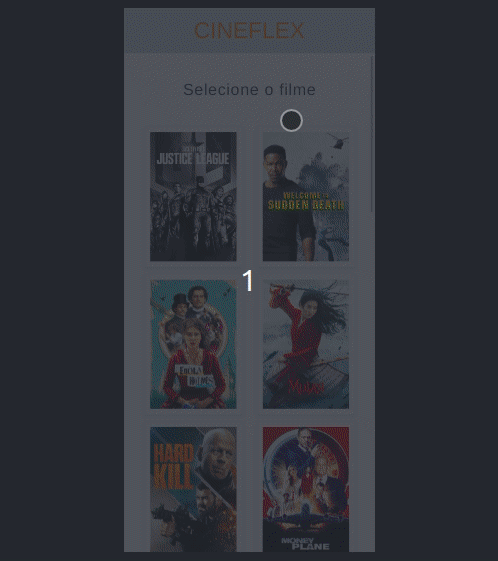 CINEFLEX
Selecione o filme
JUSTICE LEAGUE
WELCOME TO
SUDDEN DEATH
1
ENOLA
HOLMES
MULAN
HARD
KILL
MONEY
PLANE